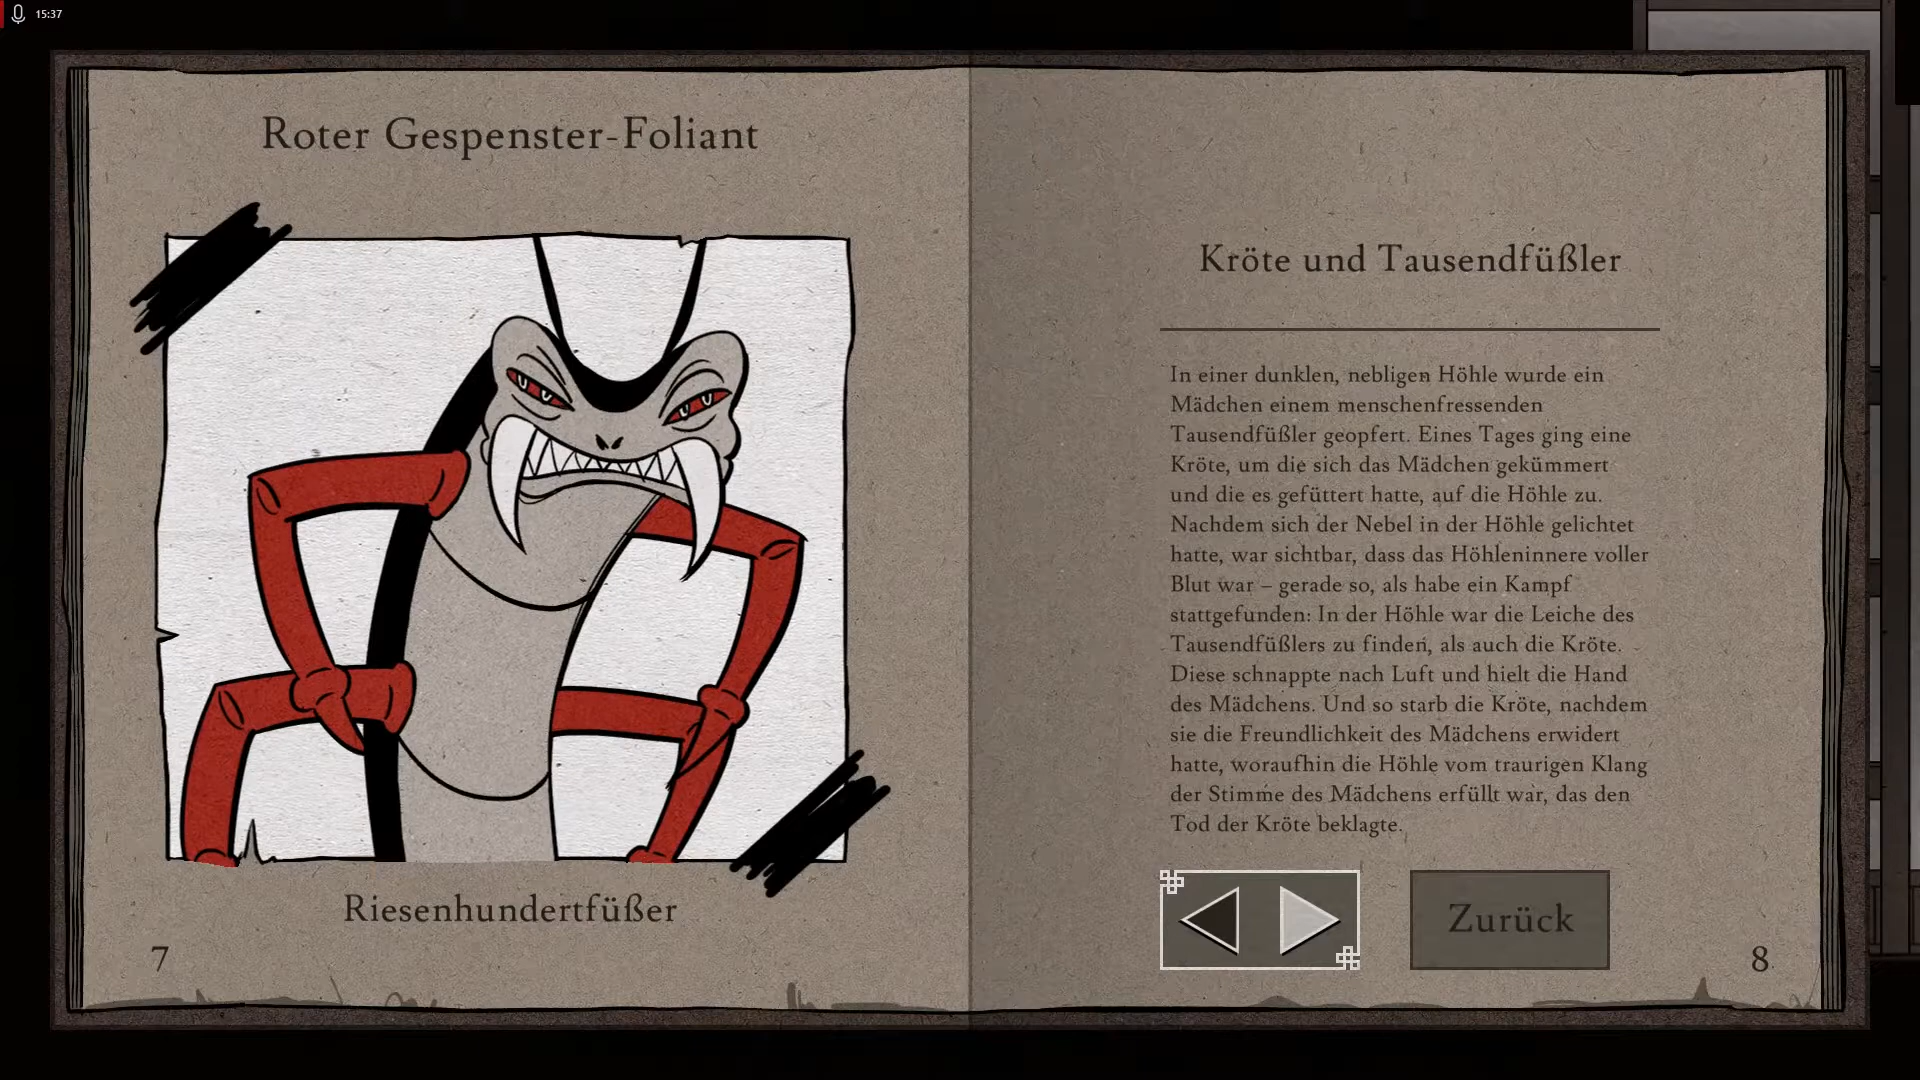 15:37
Roter Gespenster-Foliant
Riesenhundertfüßer
7
Kröte und Tausendfüßler
In einer dunklen, nebligen Höhle wurde ein
Mädchen einem menschenfressenden
Tausendfüßler geopfert. Eines Tages ging eine
Kröte, um die sich das Mädchen gekümmert
und die es gefüttert hatte, auf die Höhle zu.
Nachdem sich der Nebel in der Höhle gelichtet
hatte, war sichtbar, dass das Höhleninnere voller
Blut war – gerade so, als habe ein Kampf
stattgefunden: In der Höhle war die Leiche des
Tausendfüßlers zu finden, als auch die Kröte.
Diese schnappte nach Luft und hielt die Hand
des Mädchens. Und so starb die Kröte, nachdem
sie die Freundlichkeit des Mädchens erwidert
hatte, woraufhin die Höhle vom traurigen Klang
der Stimme des Mädchens erfüllt war, das den
Tod der Kröte beklagte.
Zurück
8